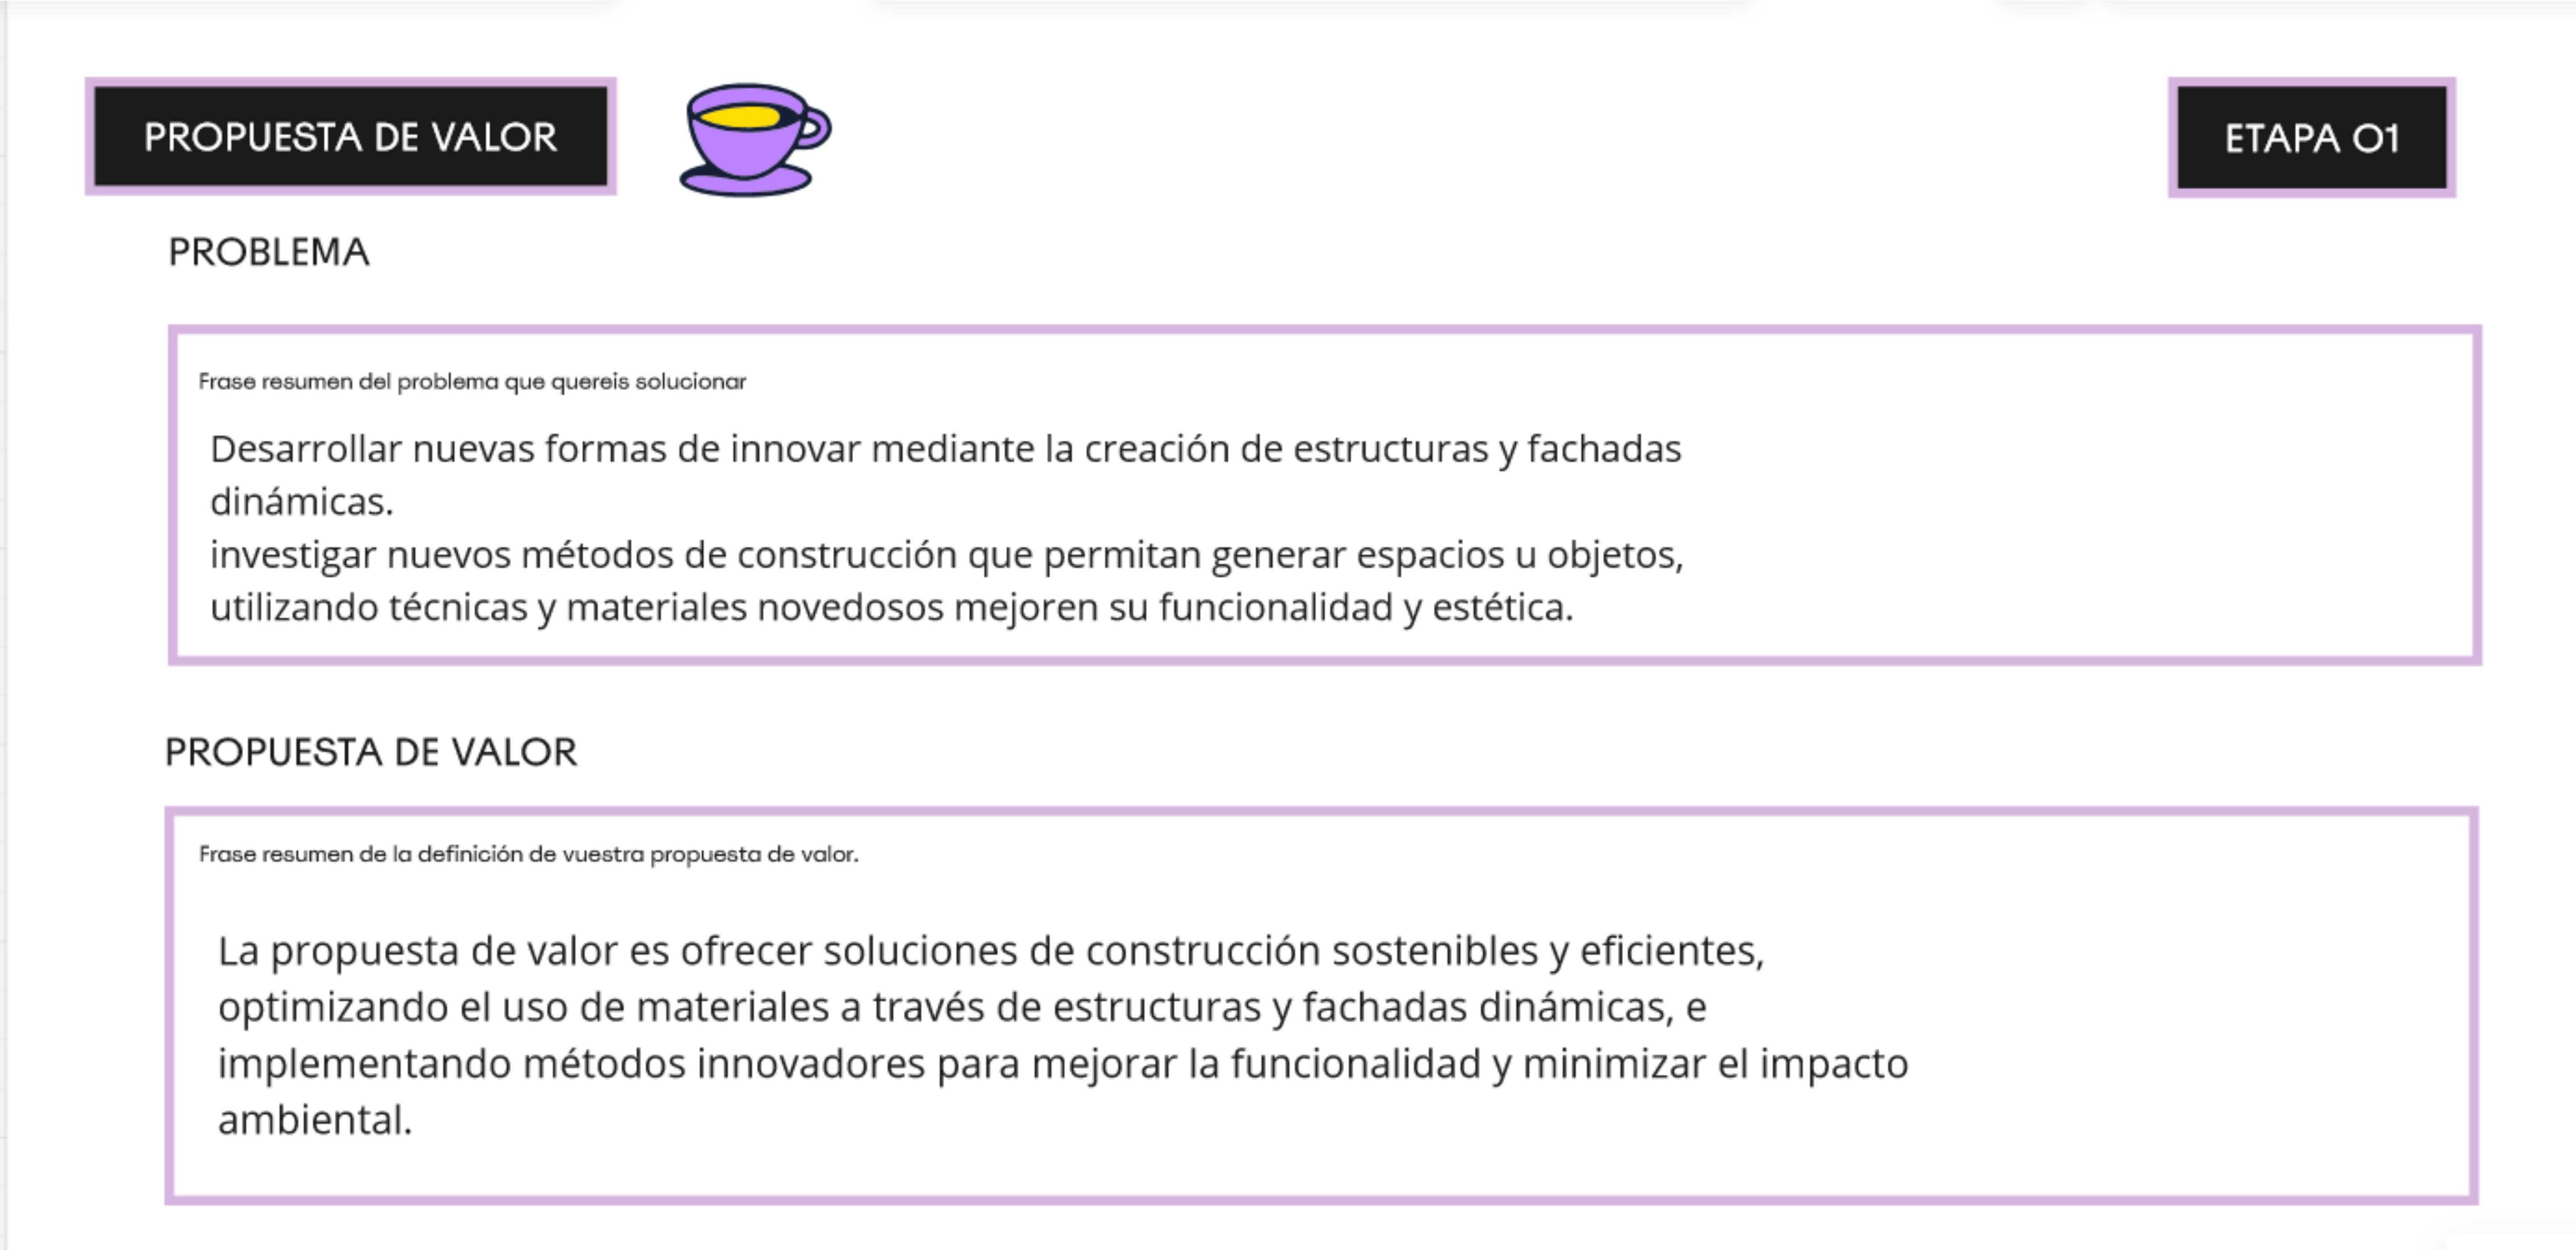 PROPUESTA DE VALOR
ETAPA 01
PROBLEMA
Frase resumen del problema que quereis solucionar
Desarrollar nuevas formas de innovar mediante la creación de estructuras y fachadas
dinámicas.
investigar nuevos métodos de construcción que permitan generar espacios u objetos,
utilizando técnicas y materiales novedosos mejoren su funcionalidad y estética.
PROPUESTA DE VALOR
Frase resumen de la definición de vuestra propuesta de valor.
La propuesta de valor es ofrecer soluciones de construcción sostenibles y eficientes,
optimizando el uso de materiales a través de estructuras y fachadas dinámicas, e
implementando métodos innovadores para mejorar la funcionalidad y minimizar el impacto
ambiental.